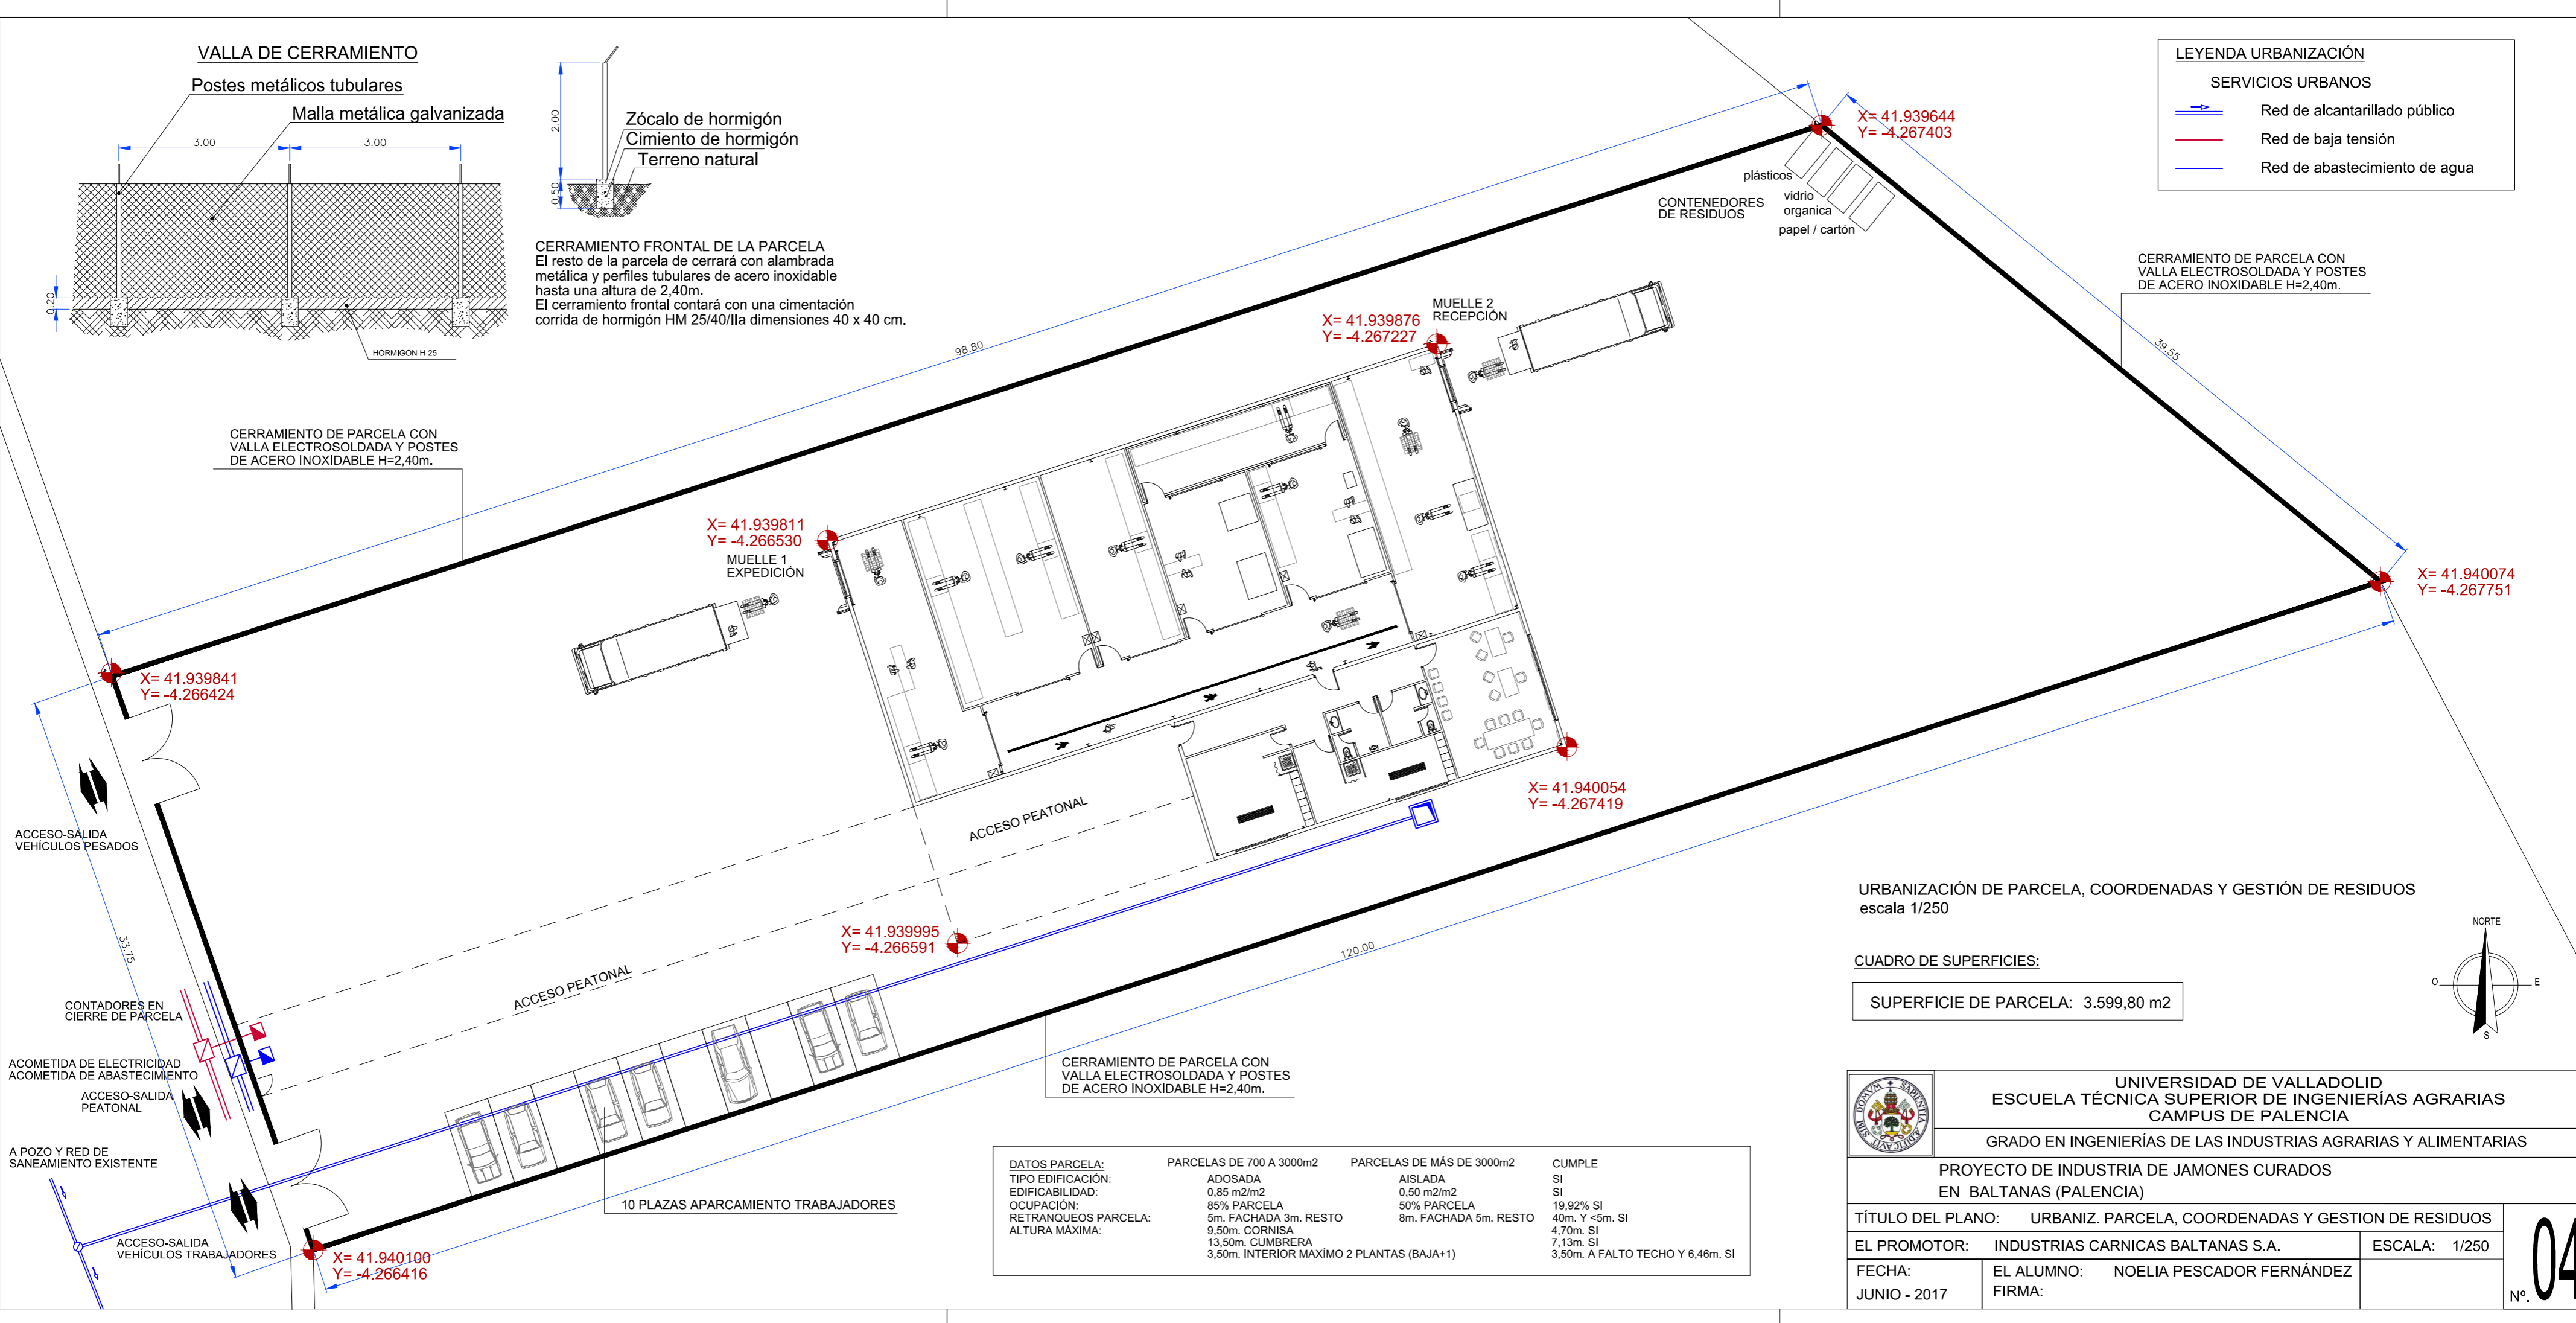 VALLA DE CERRAMIENTO
Postes metálicos tubulares
Malla metálica galvanizada
3.00
3.00
0.20
HORMIGON H-25
2.00
0.50
Zócalo de hormigón
Cimiento de hormigón
Terreno natural
CERRAMIENTO FRONTAL DE LA PARCELA
El resto de la parcela de cerrará con alambrada
metálica y perfiles tubulares de acero inoxidable
hasta una altura de 2,40m.
El cerramiento frontal contará con una cimentación
corrida de hormigón HM 25/40/IIa dimensiones 40 x 40 cm.
LEYENDA URBANIZACIÓN
SERVICIOS URBANOS
Red de alcantarillado público
Red de baja tensión
Red de abastecimiento de agua
X= 41.939644
Y= -4.267403
plásticos
vidrio
organica
papel / cartón
CONTENEDORES
DE RESIDUOS
CERRAMIENTO DE PARCELA CON
VALLA ELECTROSOLDADA Y POSTES
DE ACERO INOXIDABLE H=2,40m.
MUELLE 2
RECEPCIÓN
X= 41.939876
Y= -4.267227
98.80
39.55
CERRAMIENTO DE PARCELA CON
VALLA ELECTROSOLDADA Y POSTES
DE ACERO INOXIDABLE H=2,40m.
X= 41.939811
Y= -4.266530
MUELLE 1
EXPEDICIÓN
X= 41.940074
Y= -4.267751
X= 41.939841
Y= -4.266424
X= 41.940054
Y= -4.267419
ACCESO-SALIDA
VEHÍCULOS PESADOS
ACCESO PEATONAL
X= 41.939995
Y= -4.266591
ACCESO PEATONAL
120.00
33.75
CONTADORES EN
CIERRE DE PARCELA
ACOMETIDA DE ELECTRICIDAD
ACOMETIDA DE ABASTECIMIENTO
ACCESO-SALIDA
PEATONAL
A POZO Y RED DE
SANEAMIENTO EXISTENTE
ACCESO-SALIDA
VEHÍCULOS TRABAJADORES
X= 41.940100
Y= -4.266416
10 PLAZAS APARCAMIENTO TRABAJADORES
CERRAMIENTO DE PARCELA CON
VALLA ELECTROSOLDADA Y POSTES
DE ACERO INOXIDABLE H=2,40m.
DATOS PARCELA: PARCELAS DE 700 A 3000m2 PARCELAS DE MÁS DE 3000m2 CUMPLE
TIPO EDIFICACIÓN: ADOSADA AISLADA SI
EDIFICABILIDAD: 0,85 m2/m2 0,50 m2/m2 SI
OCUPACIÓN: 85% PARCELA 50% PARCELA 19,92% SI
RETRANQUEOS PARCELA: 5m. FACHADA 3m. RESTO 8m. FACHADA 5m. RESTO 40m. Y <5m. SI
ALTURA MÁXIMA: 9,50m. CORNISA 4,70m. SI
13,50m. CUMBRERA 7,13m. SI
3,50m. INTERIOR MAXÍMO 2 PLANTAS (BAJA+1) 3,50m. A FALTO TECHO Y 6,46m. SI
URBANIZACIÓN DE PARCELA, COORDENADAS Y GESTIÓN DE RESIDUOS
escala 1/250
CUADRO DE SUPERFICIES:
SUPERFICIE DE PARCELA: 3.599,80 m2
NORTE
O
E
S
UNIVERSIDAD DE VALLADOLID
ESCUELA TÉCNICA SUPERIOR DE INGENIERÍAS AGRARIAS
CAMPUS DE PALENCIA
GRADO EN INGENIERÍAS DE LAS INDUSTRIAS AGRARIAS Y ALIMENTARIAS
PROYECTO DE INDUSTRIA DE JAMONES CURADOS
EN BALTANAS (PALENCIA)
TÍTULO DEL PLANO: URBANIZ. PARCELA, COORDENADAS Y GESTION DE RESIDUOS
EL PROMOTOR: INDUSTRIAS CARNICAS BALTANAS S.A. ESCALA: 1/250
FECHA: EL ALUMNO: NOELIA PESCADOR FERNÁNDEZ
JUNIO - 2017 FIRMA:
Nº. 04